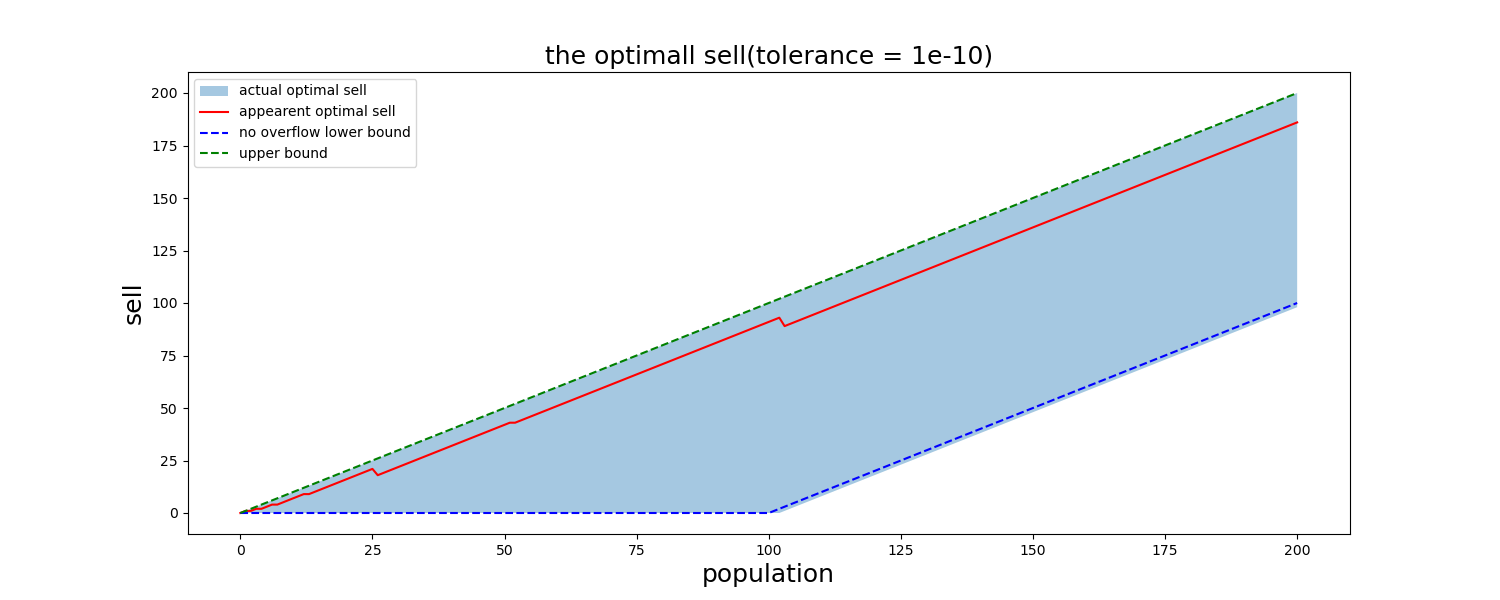 the optimall sell(tolerance = 1e-10)
actual optimal sell
appearent optimal sell
no overflow lower bound
upper bound
200
175
150
125
100
75
50
25
0
sell
0 25 50 75 100 125 150 175 200
population